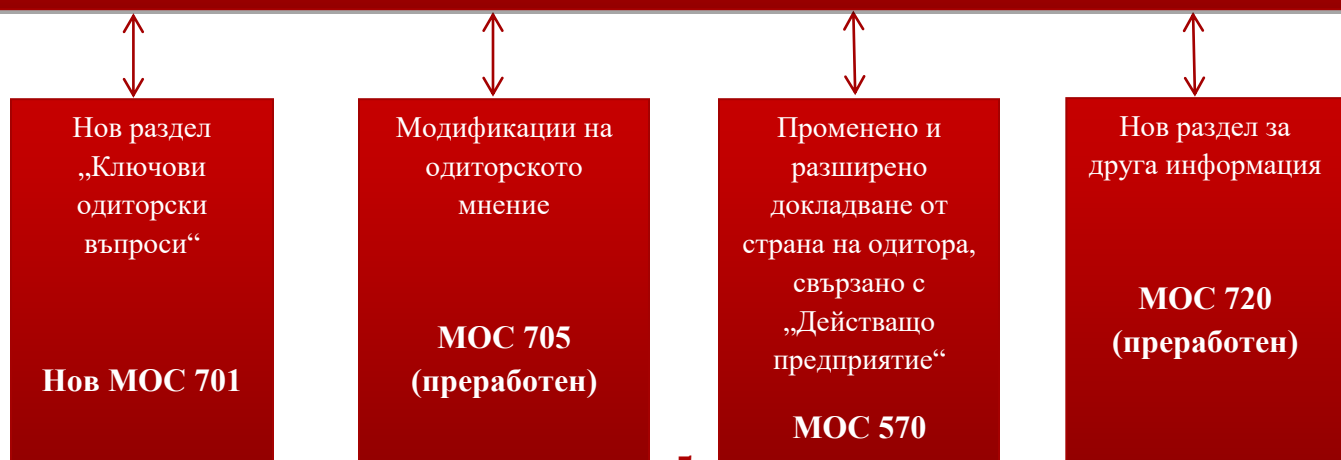 Нов раздел
„Ключови
одиторски
въпроси“
Нов МОС 701
Модификации на
одиторското
мнение
МОС 705
(преработен)
Променено и
разширено
докладване от
страна на одитора,
свързано с
„Действащо
предприятие“
МОС 570
Нов раздел за
друга информация
МОС 720
(преработен)